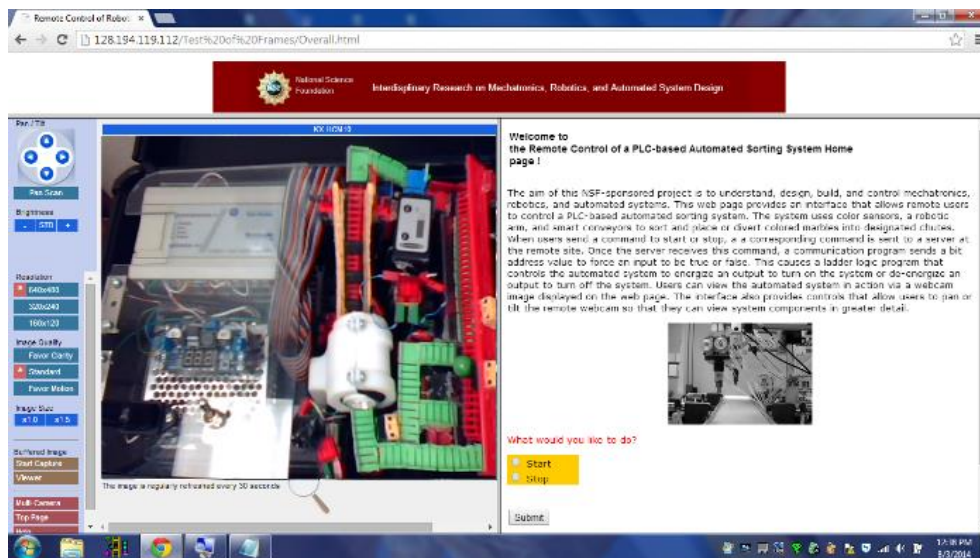 Remote Control of Robot
128.194.119.112/Test%20of%20Frames/Overall.html
National Science
Foundation
Interdisplinary Research on Mechatronics, Robotics, and Automated System Design
Pan / Tilt
Pan Scan
Brightness
- STD +
Resolution
640x480
320x240
160x120
Image Quality
Favor Clarity
Standard
Favor Motion
Image Size
x1.0 x1.5
Buffered Image
Start Capture
Viewer
Multi-Camera
Top Page
Help
KX HCM10
The image is regularly refreshed every 30 seconds
Welcome to
the Remote Control of a PLC-based Automated Sorting System Home
page !
The aim of this NSF-sponsored project is to understand, design, build, and control mechatronics,
robotics, and automated systems. This web page provides an interface that allows remote users
to control a PLC-based automated sorting system. The system uses color sensors, a robotic
arm, and smart conveyors to sort and place or divert colored marbles into designated chutes.
When users send a command to start or stop, a a corresponding command is sent to a server at
the remote site. Once the server receives this command, a communication program sends a bit
address value to force an input to be true or false. This causes a ladder logic program that
controls the automated system to energize an output to turn on the system or de-energize an
output to turn off the system. Users can view the automated system in action via a webcam
image displayed on the web page. The interface also provides controls that allow users to pan or
tilt the remote webcam so that they can view system components in greater detail.
What would you like to do?
Start
Stop
Submit
12:38 PM
8/3/2014